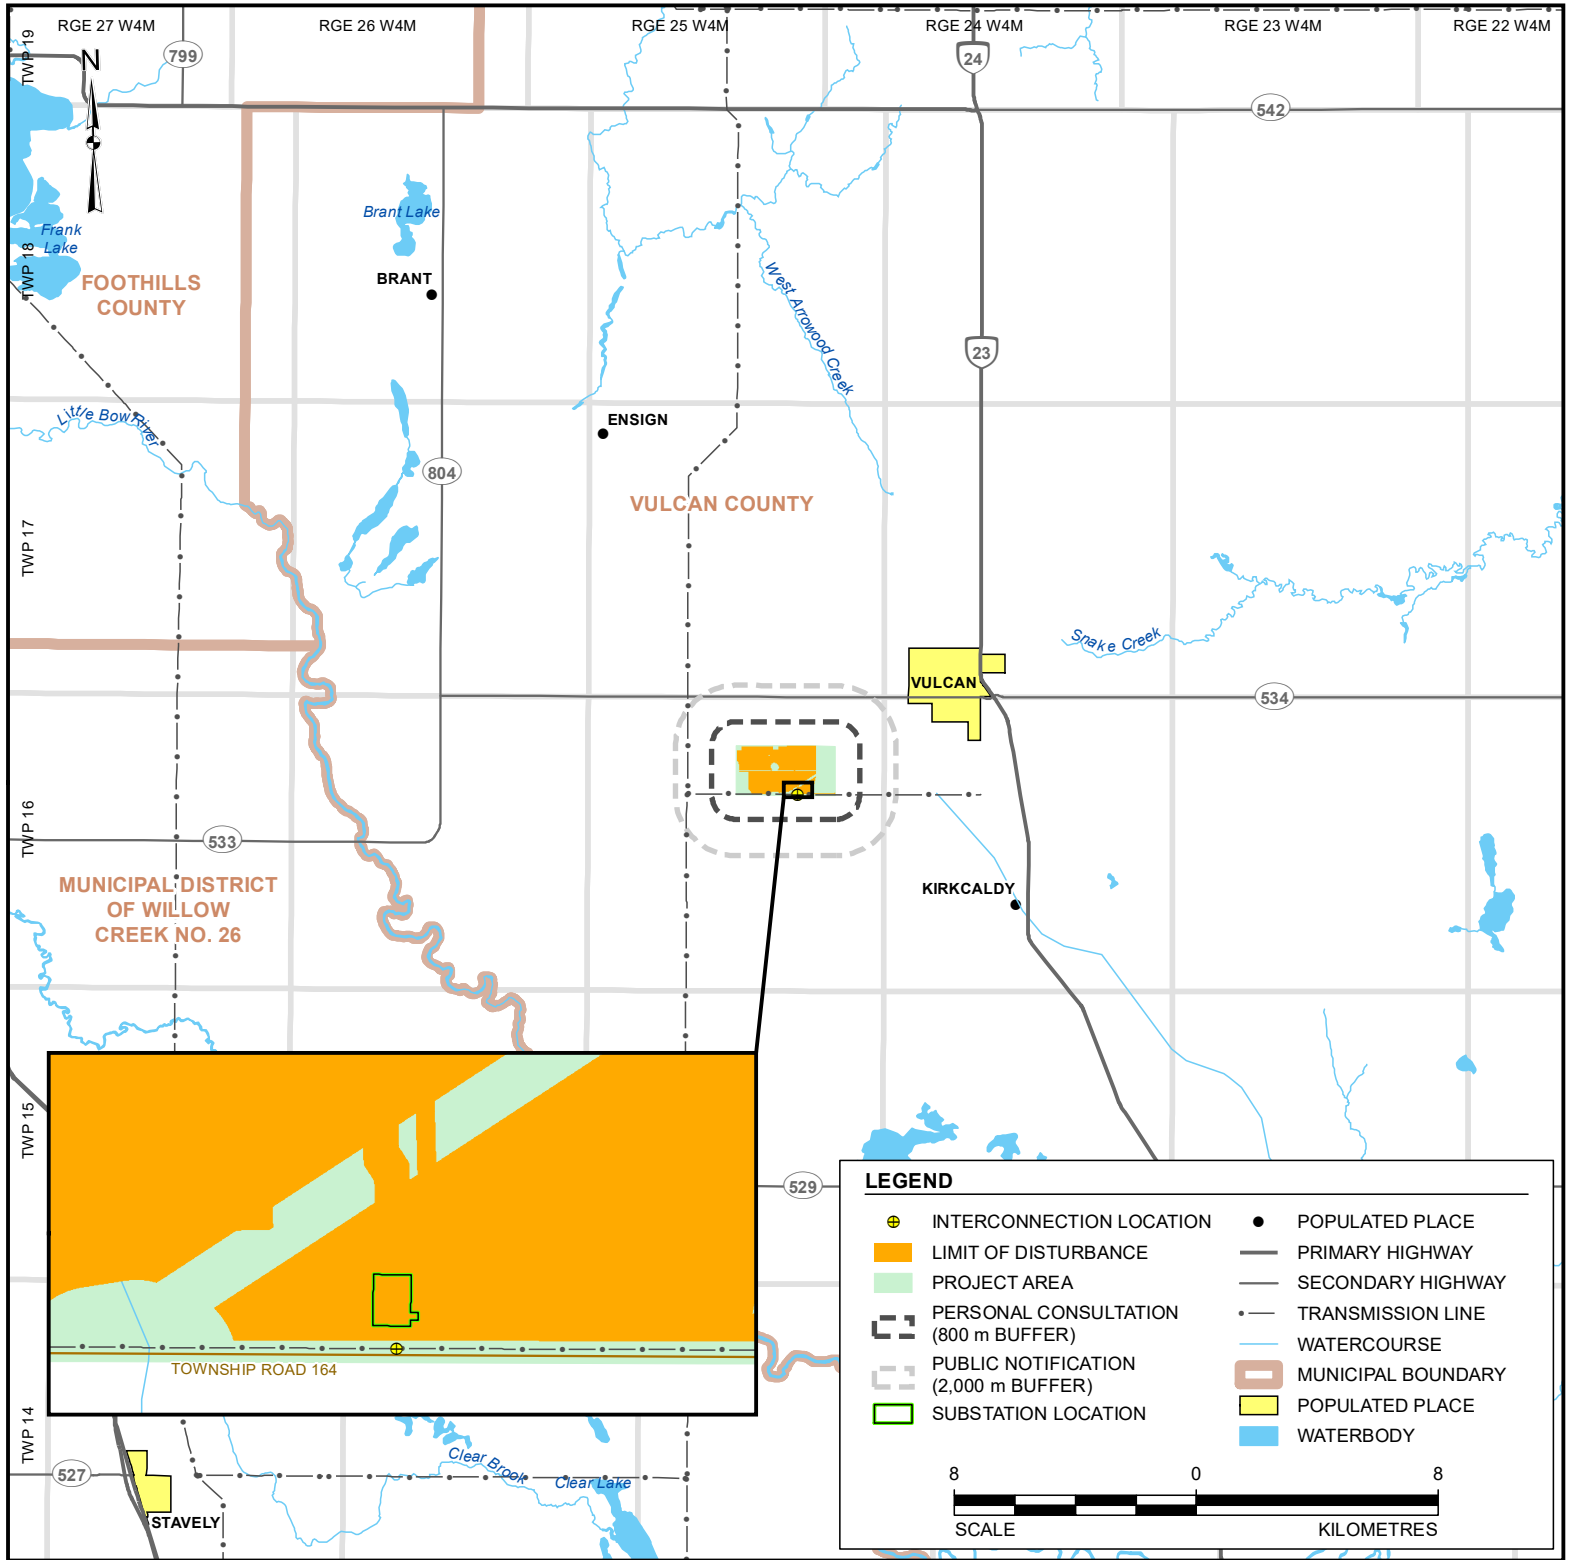 RGE 27 W4M
RGE 26 W4M
RGE 25 W4M
RGE 24 W4M
RGE 23 W4M
RGE 22 W4M
TWP 19
799
N
24
542
Brant Lake
Frank
Lake
TWP 18
FOOTHILLS
COUNTY
BRANT
West Arrowood Creek
23
Little Bow River
ENSIGN
804
VULCAN COUNTY
TWP 17
Snake Creek
VULCAN
534
TWP 16
533
MUNICIPAL DISTRICT
OF WILLOW
CREEK NO. 26
KIRKCALDY
TWP 15
529
TOWNSHIP ROAD 164
TWP 14
527
STAVELY
Clear Brook
Clear Lake
LEGEND
INTERCONNECTION LOCATION
LIMIT OF DISTURBANCE
PROJECT AREA
PERSONAL CONSULTATION
(800 m BUFFER)
PUBLIC NOTIFICATION
(2,000 m BUFFER)
SUBSTATION LOCATION
POPULATED PLACE
PRIMARY HIGHWAY
SECONDARY HIGHWAY
TRANSMISSION LINE
WATERCOURSE
MUNICIPAL BOUNDARY
POPULATED PLACE
WATERBODY
8 0 8
SCALE KILOMETRES